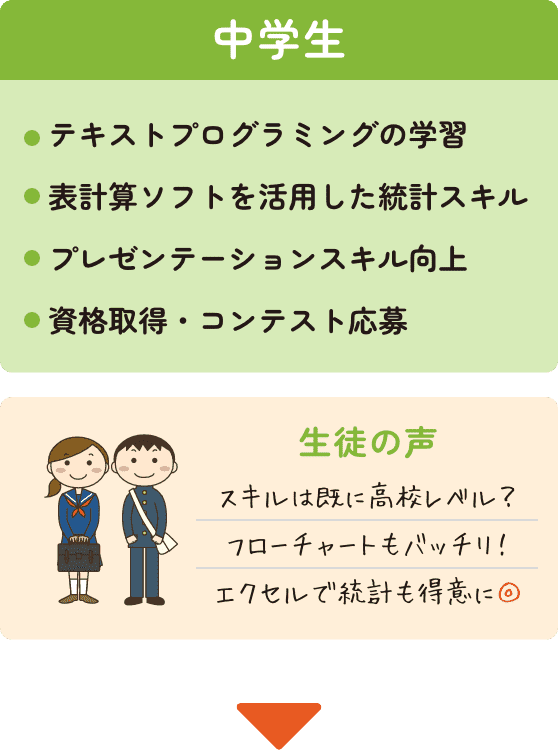 中学生
テキストプログラミングの学習
表計算ソフトを活用した統計スキル
プレゼンテーションスキル向上
資格取得・コンテスト応募
生徒の声
スキルは既に高校レベル？
フローチャートもバッチリ！
エクセルで統計も得意に◎